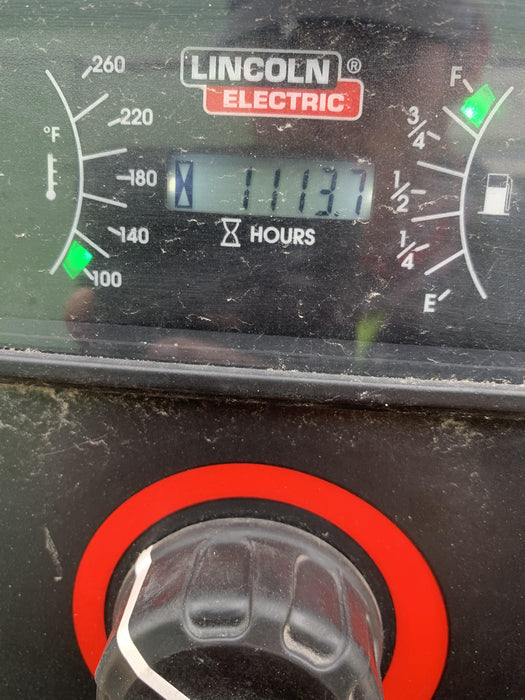 LINCOLN®
ELECTRIC
°F
260
220
180
140
100
1113.7
HOURS
F
3/4
1/2
1/4
E